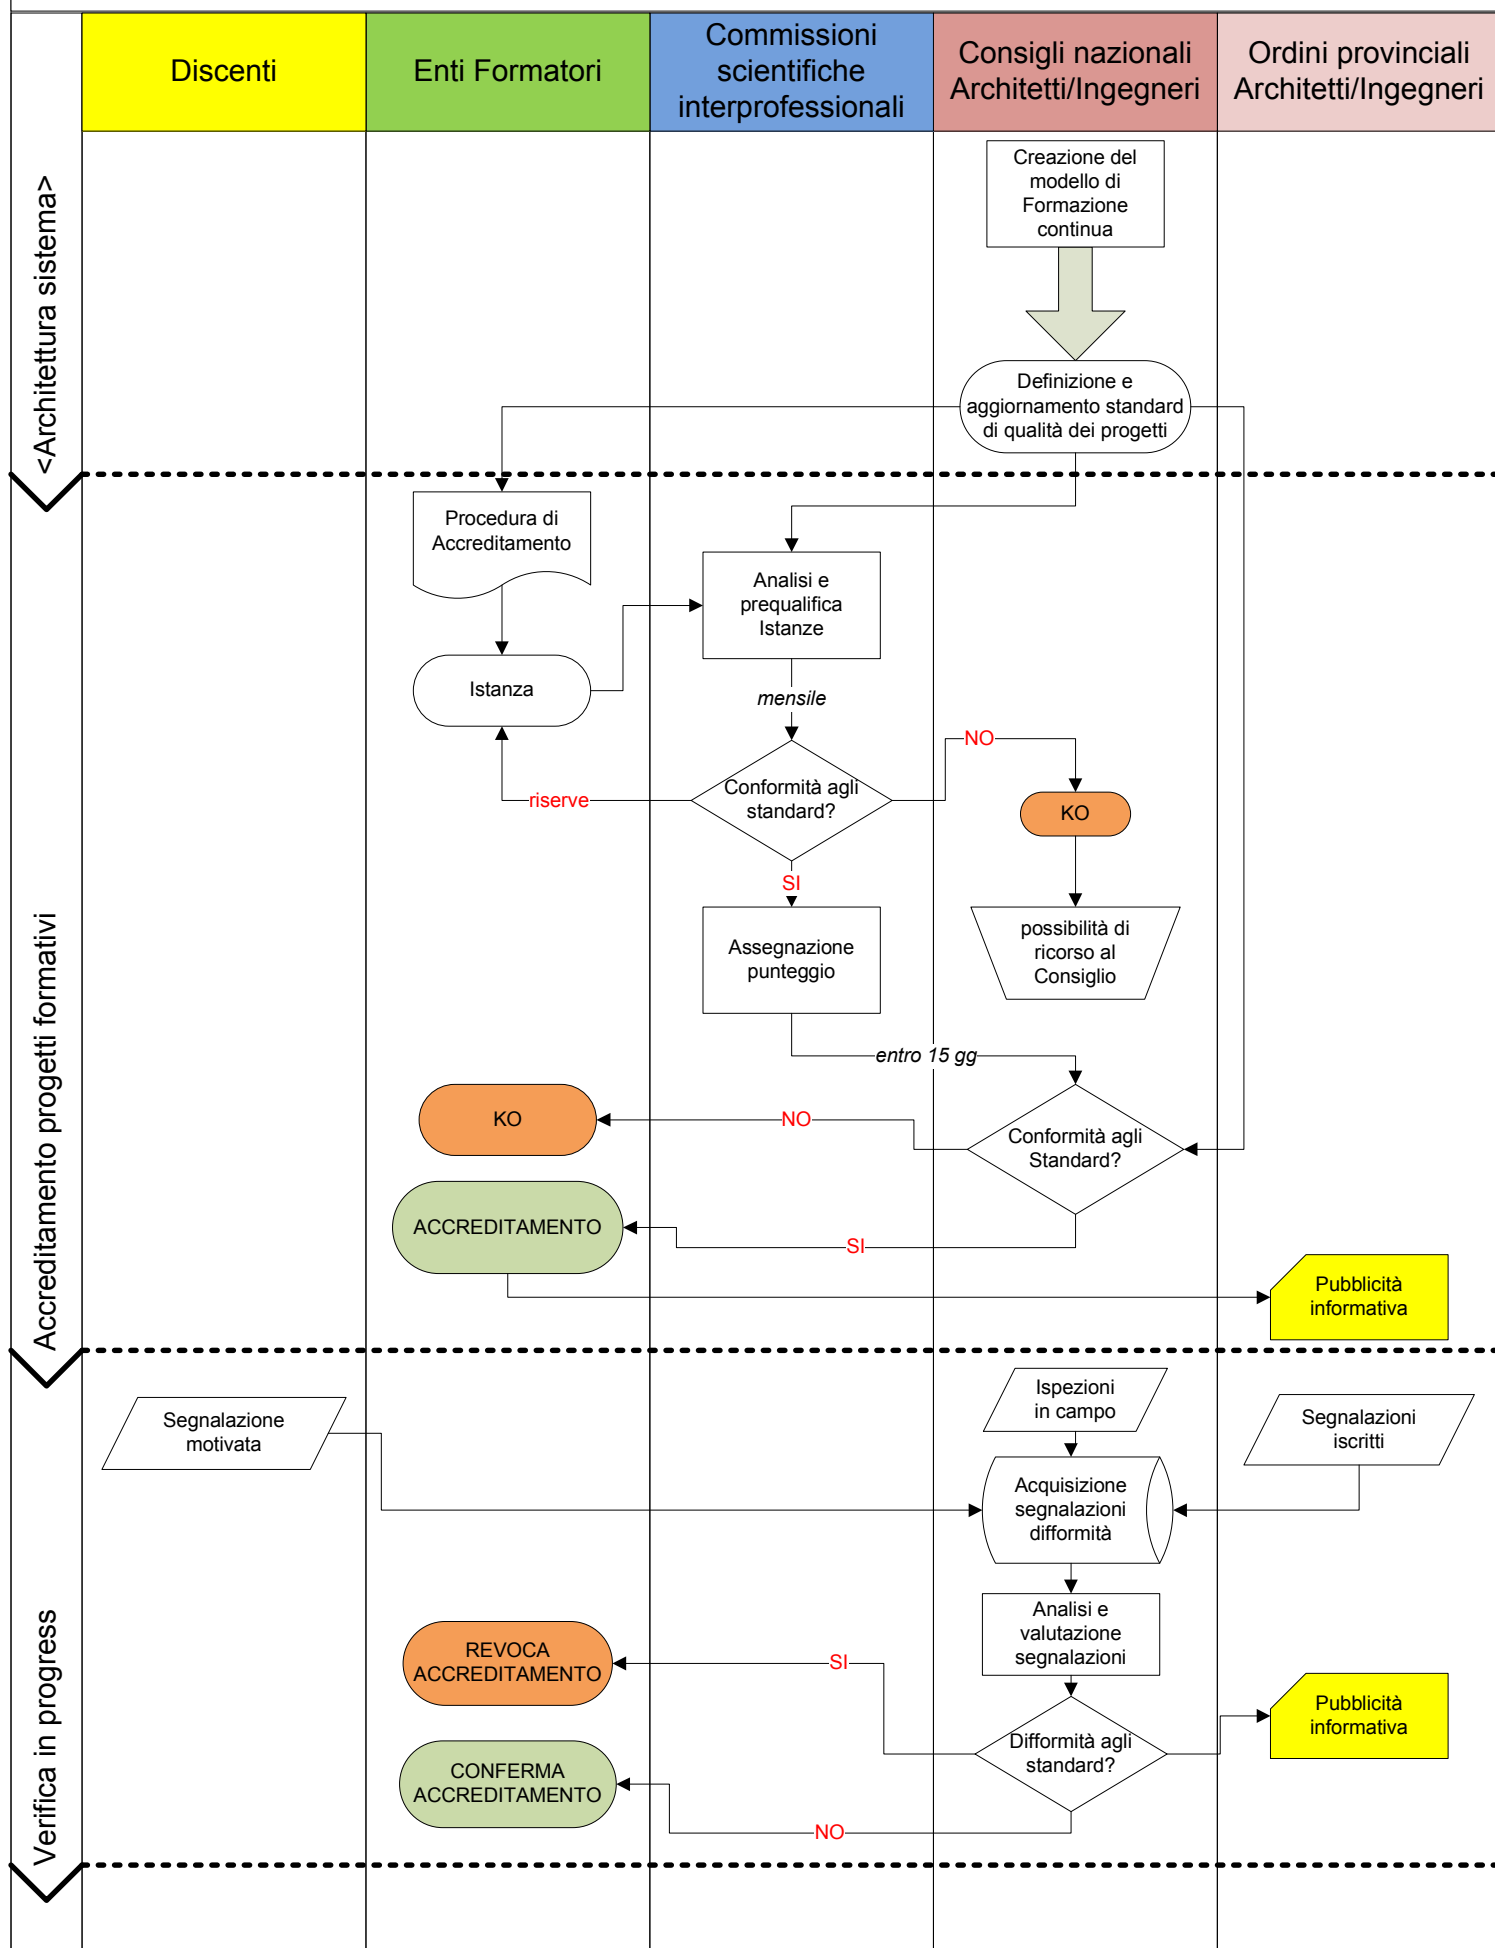 Discenti
Enti Formatori
Commissioni
scientifiche
interprofessionali
Consigli nazionali
Architetti/Ingegneri
Ordini provinciali
Architetti/Ingegneri
<Architettura sistema>
Creazione del
modello di
Formazione
continua
Definizione e
aggiornamento standard
di qualità dei progetti
Accreditamento progetti formativi
Procedura di
Accreditamento
Analisi e
prequalifica
Istanze
Istanza
mensile
NO
Conformità agli
standard?
riserve
KO
SI
Assegnazione
punteggio
possibilità di
ricorso al
Consiglio
entro 15 gg
KO
NO
Conformità agli
Standard?
ACCREDITAMENTO
SI
Pubblicità
informativa
Verifica in progress
Segnalazione
motivata
Ispezioni
in campo
Segnalazioni
iscritti
Acquisizione
segnalazioni
difformità
Analisi e
valutazione
segnalazioni
REVOCA
ACCREDITAMENTO
SI
Pubblicità
informativa
Difformità agli
standard?
CONFERMA
ACCREDITAMENTO
NO